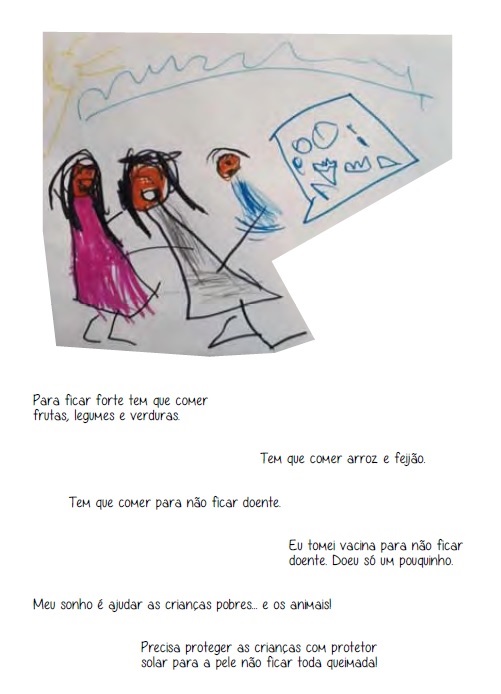 Para ficar forte tem que comer
frutas, legumes e verduras.
Tem que comer arroz e feijão.
Tem que comer para não ficar doente.
Eu tomei vacina para não ficar
doente. Doeu só um pouquinho.
Meu sonho é ajudar as crianças pobres... e os animais!
Precisa proteger as crianças com protetor
solar para a pele não ficar toda queimada!